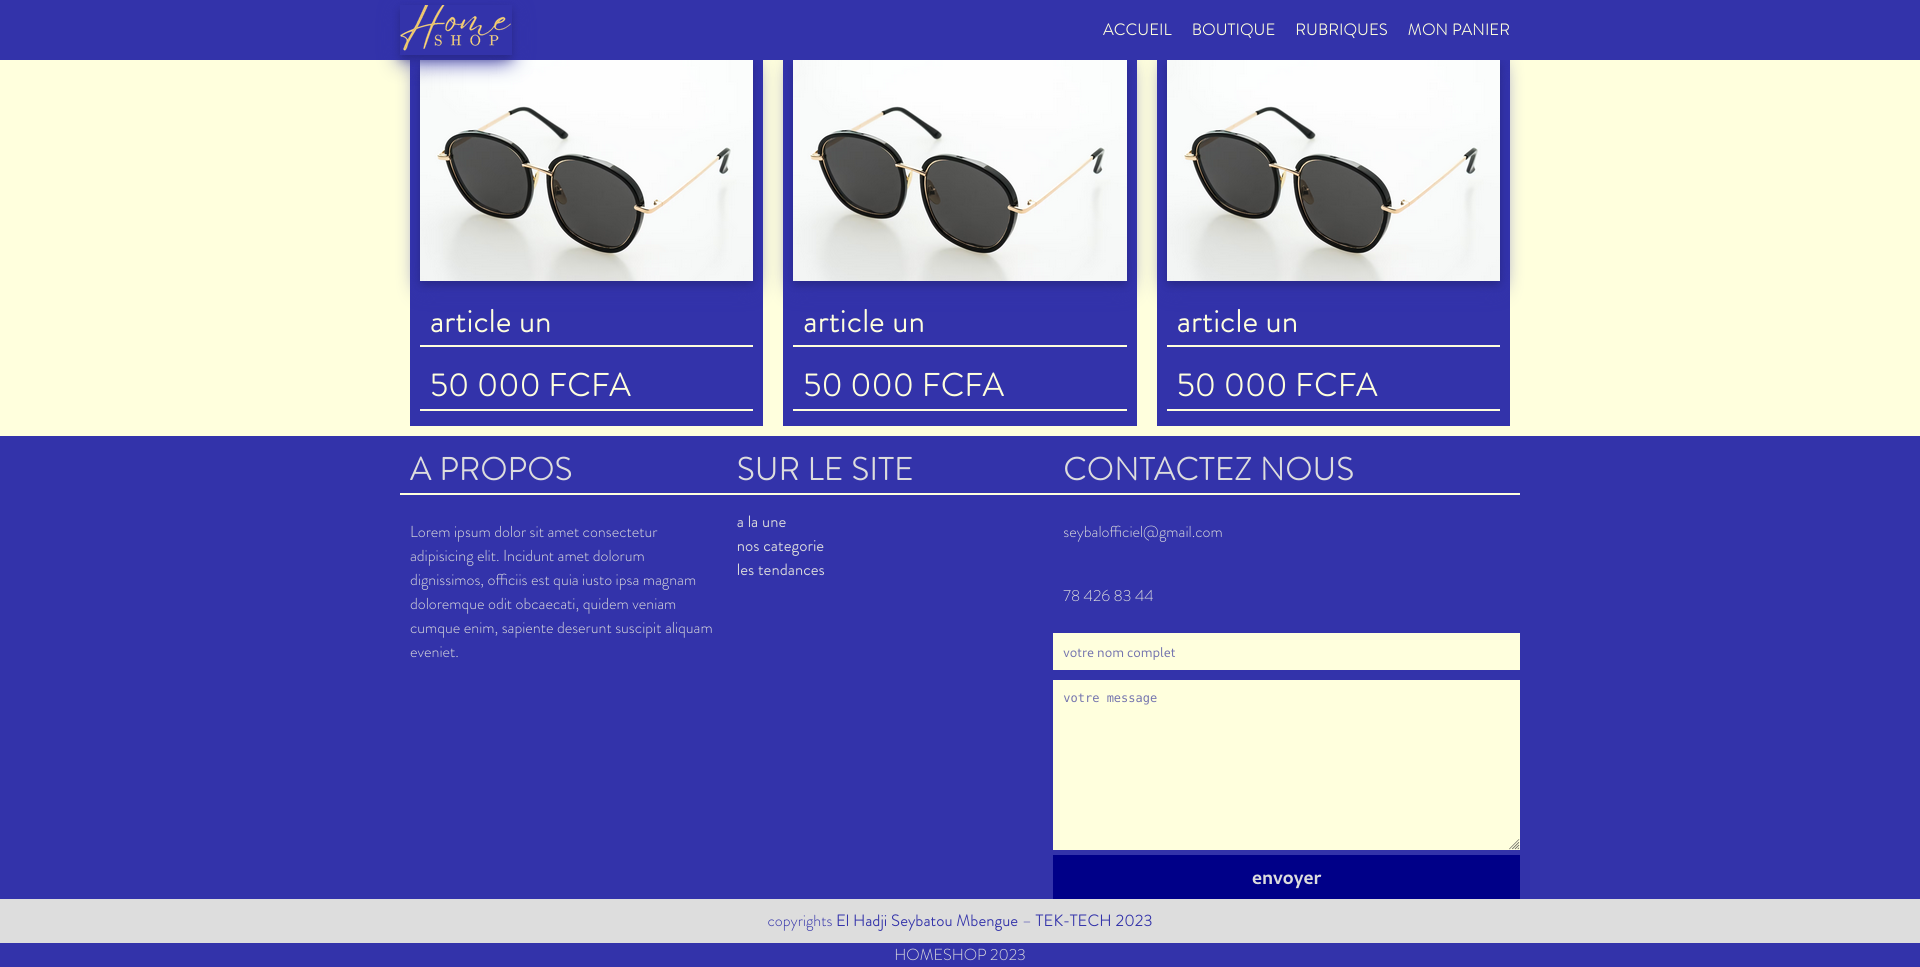 Home
SHOP
ACCUEIL BOUTIQUE RUBRIQUES MON PANIER
article un
50 000 FCFA
article un
50 000 FCFA
article un
50 000 FCFA
A PROPOS
Lorem ipsum dolor sit amet consectetur
adipisicing elit. Incidunt amet dolorum
dignissimos, officiis est quia iusto ipsa magnam
doloremque odit obcaecati, quidem veniam
cumque enim, sapiente deserunt suscipit aliquam
eveniet.
SUR LE SITE
a la une
nos categorie
les tendances
CONTACTEZ NOUS
seybalofficiel@gmail.com
78 426 83 44
votre nom complet
votre message
envoyer
copyrights El Hadji Seybatou Mbengue – TEK-TECH 2023
HOMESHOP 2023